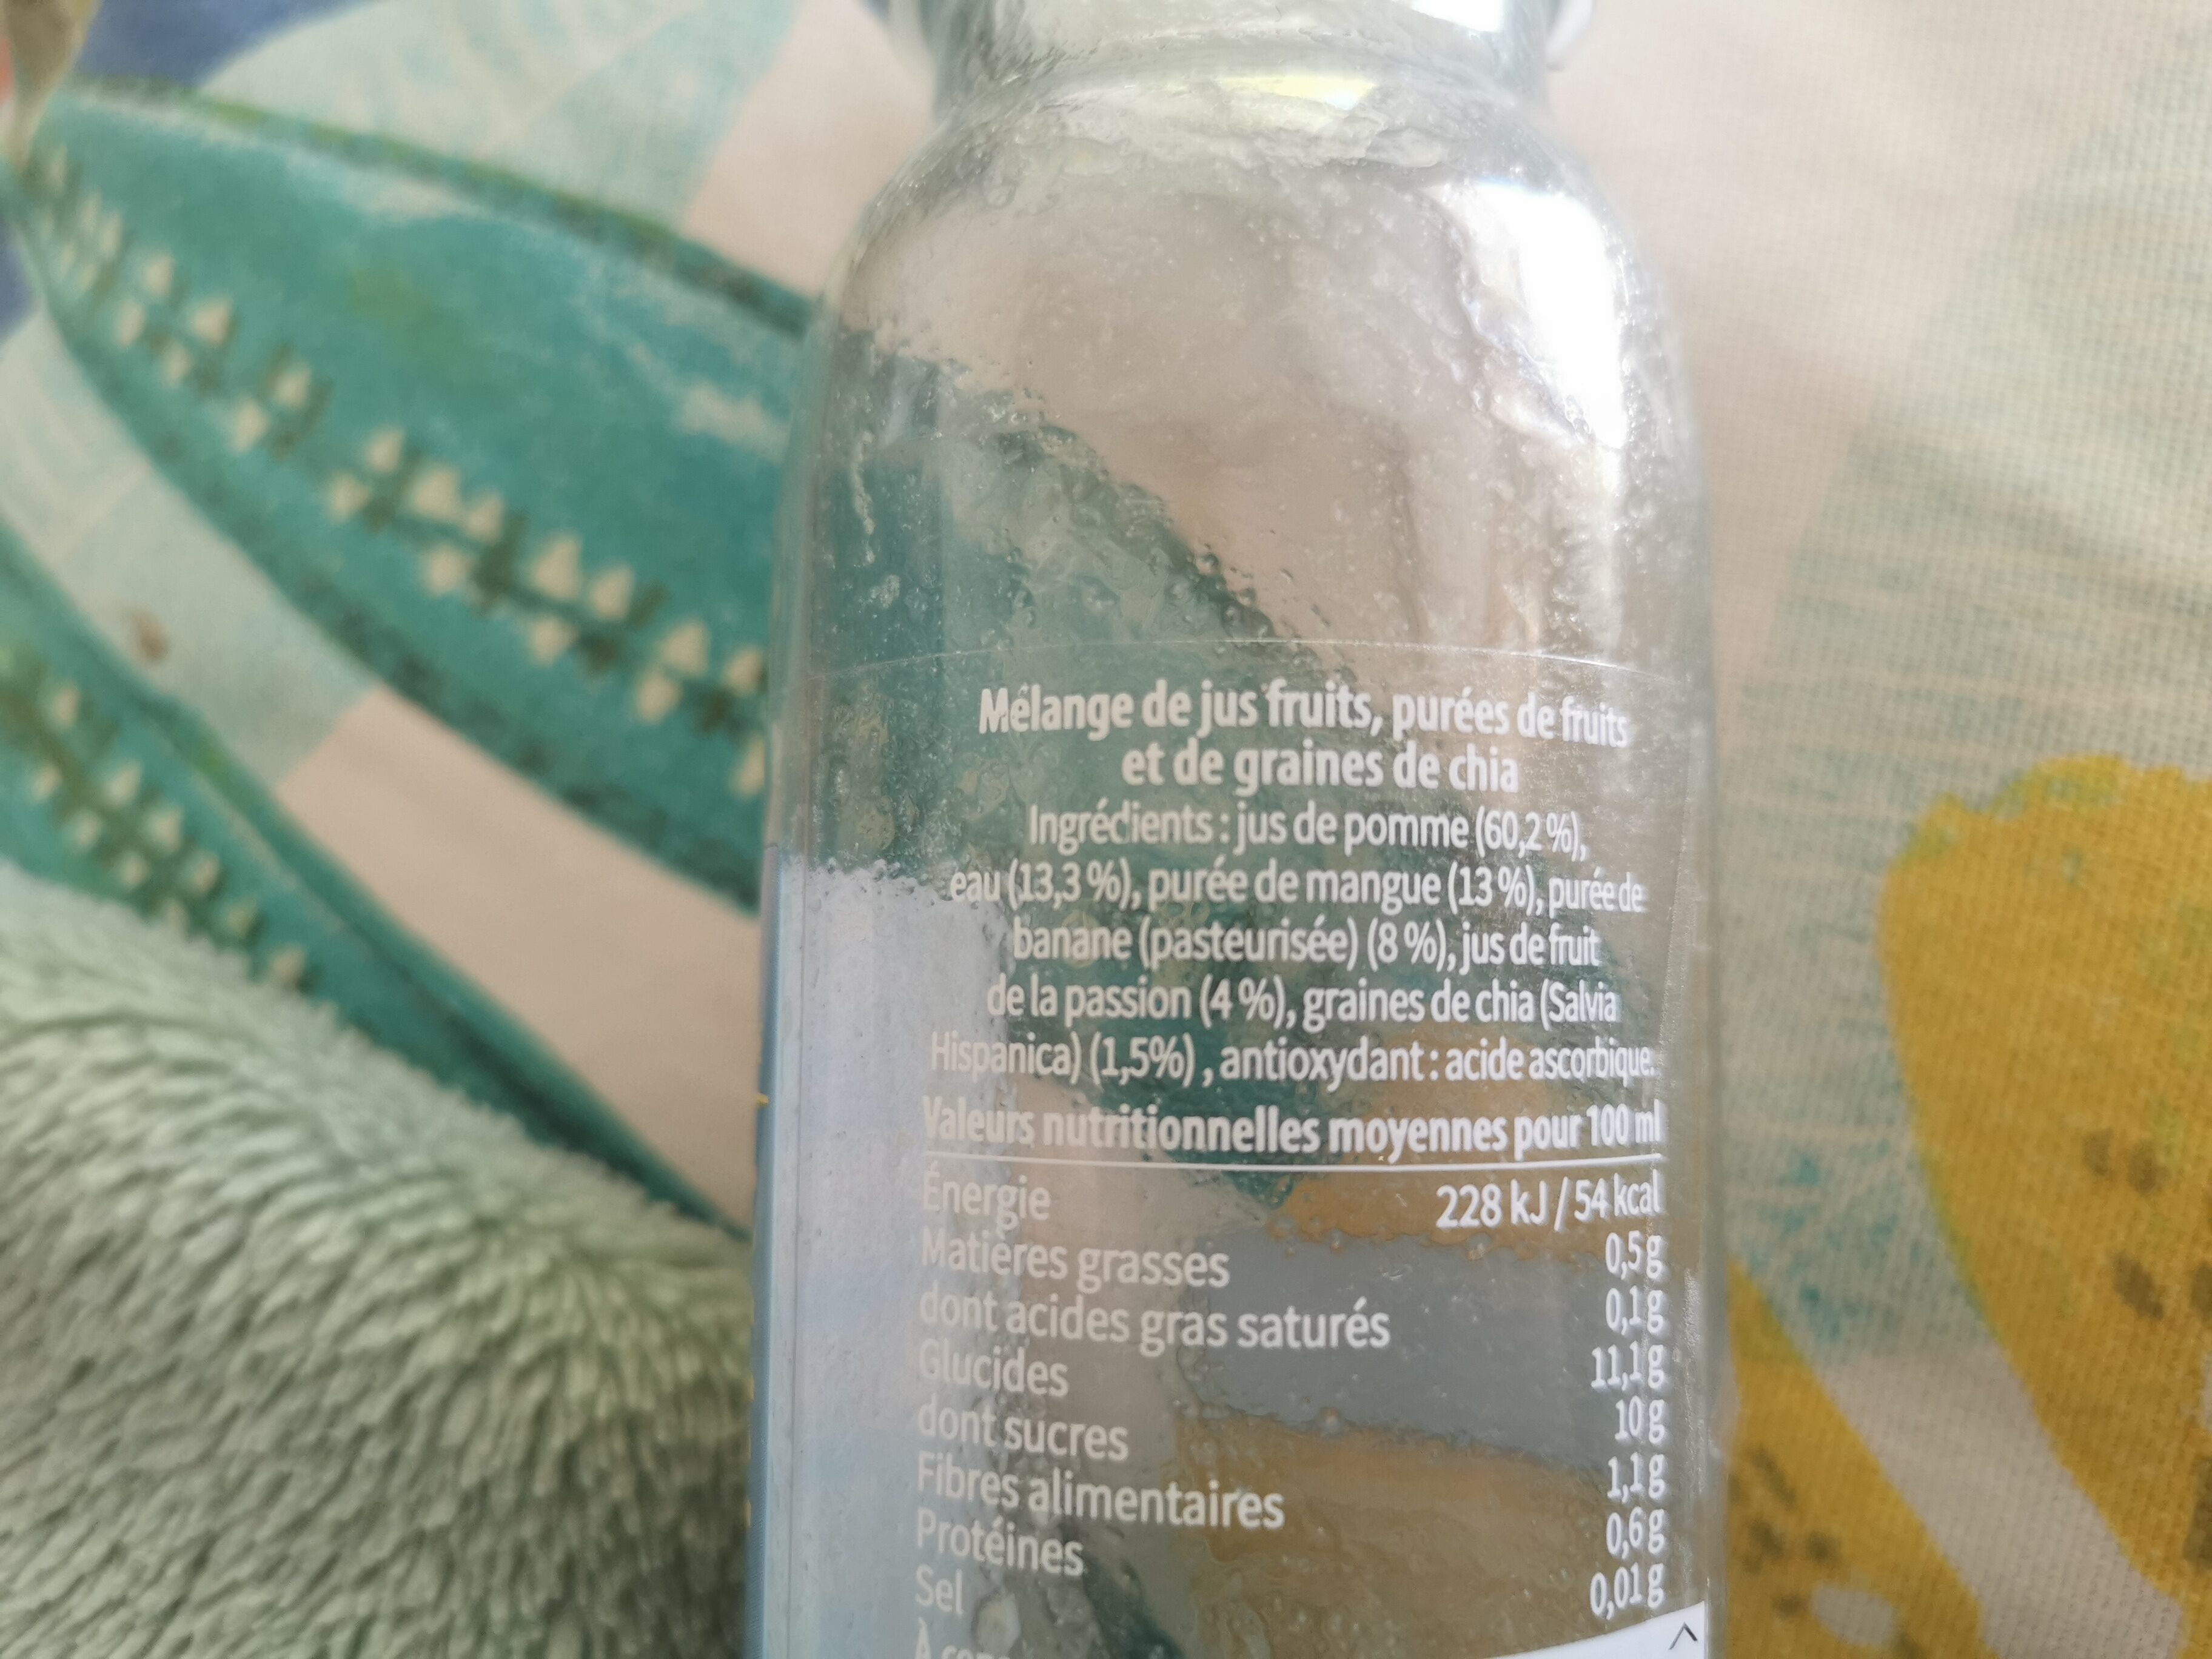 Mélange de jus fruits, purées de fruits
et de graines de chia
Ingrédients : jus de pomme (60,2 %),
eau (13,3 %), purée de mangue (13 %), purée de
banane (pasteurisée) (8 %), jus de fruit
de la passion (4 %), graines de chia (Salvia
Hispanica) (1,5%) , antioxydant : acide ascorbique.
Valeurs nutritionnelles moyennes pour 100 ml
Énergie 228 kJ / 54 kcal
Matières grasses 0,5 g
dont acides gras saturés 0,1 g
Glucides 11,1 g
dont sucres 10 g
Fibres alimentaires 1,1 g
Protéines 0,6 g
Sel 0,01 g
À